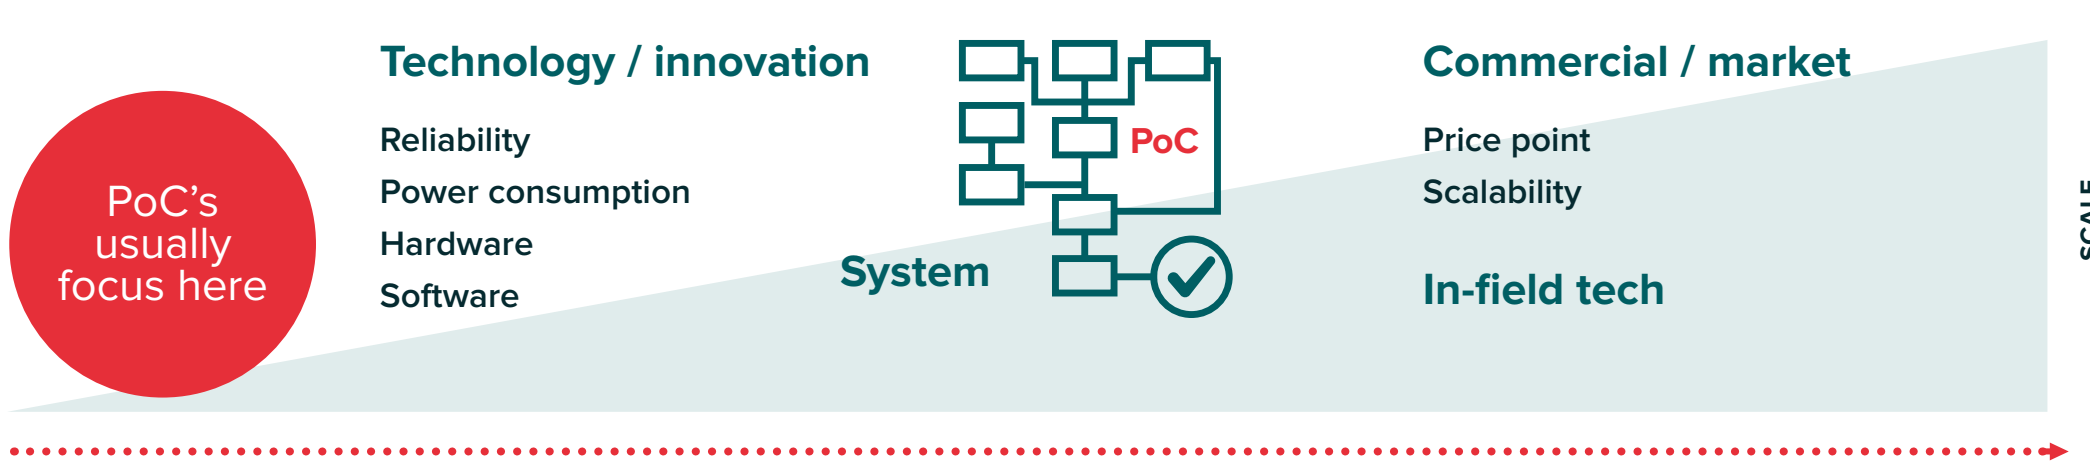 PoC’s
usually
focus here
Technology / innovation
Reliability
Power consumption
Hardware
Software
System
PoC
Commercial / market
Price point
Scalability
In-field tech
SCALE